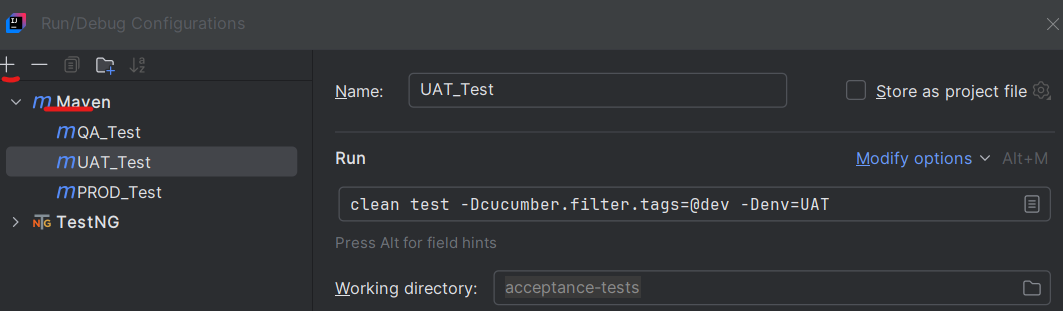 Run/Debug Configurations
Maven
QA_Test
UAT_Test
PROD_Test
TestNG
Name: UAT_Test Store as project file
Run Modify options Alt+M
clean test -Dcucumber.filter.tags=@dev -Denv=UAT
Press Alt for field hints
Working directory: acceptance-tests